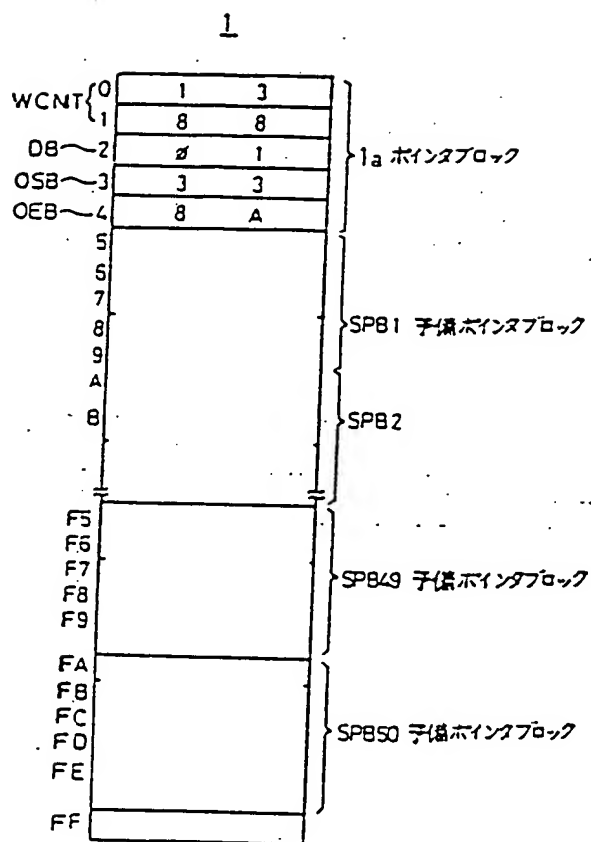 1
WCNT { 0 1 3
1 8 8
DB～2 ø 1
OSB～3 3 3
OEB～4 8 A
1a ポインタブロック
5
6
7
8
9
SPB1 予備ポインタブロック
A
B
SPB2
F5
F6
F7
F8
F9
SPB49 予備ポインタブロック
FA
FB
FC
FD
FE
SPB50 予備ポインタブロック
FF